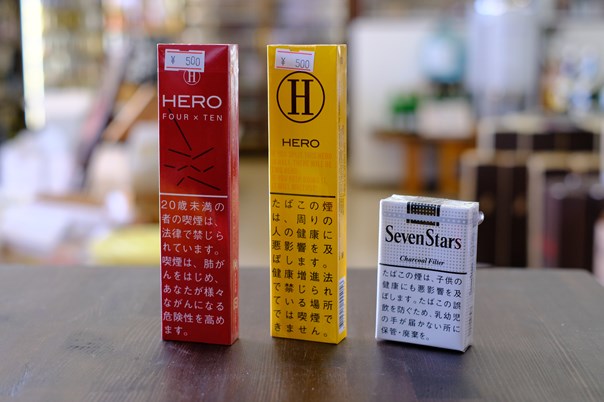 ¥ 500
H
HERO
FOUR × TEN
20歳未満の
者の喫煙は、
法律で禁じら
れています。
喫煙は、肺が
んをはじめ、
あなたが様々
ながんになる
危険性を高め
ます。
¥ 500
H
HERO
たばこの煙
は、周りの
人の健康に
悪影響を及
ぼします。
健康増進法
で禁じられ
ている場所
では喫煙で
きません。
SevenStars
Charcoal Filter
たばこの煙は、子供の
健康にも悪影響を及
ぼします。たばこの誤
飲を防ぐため、乳幼児
の手が届かない所に
保管・廃棄を。